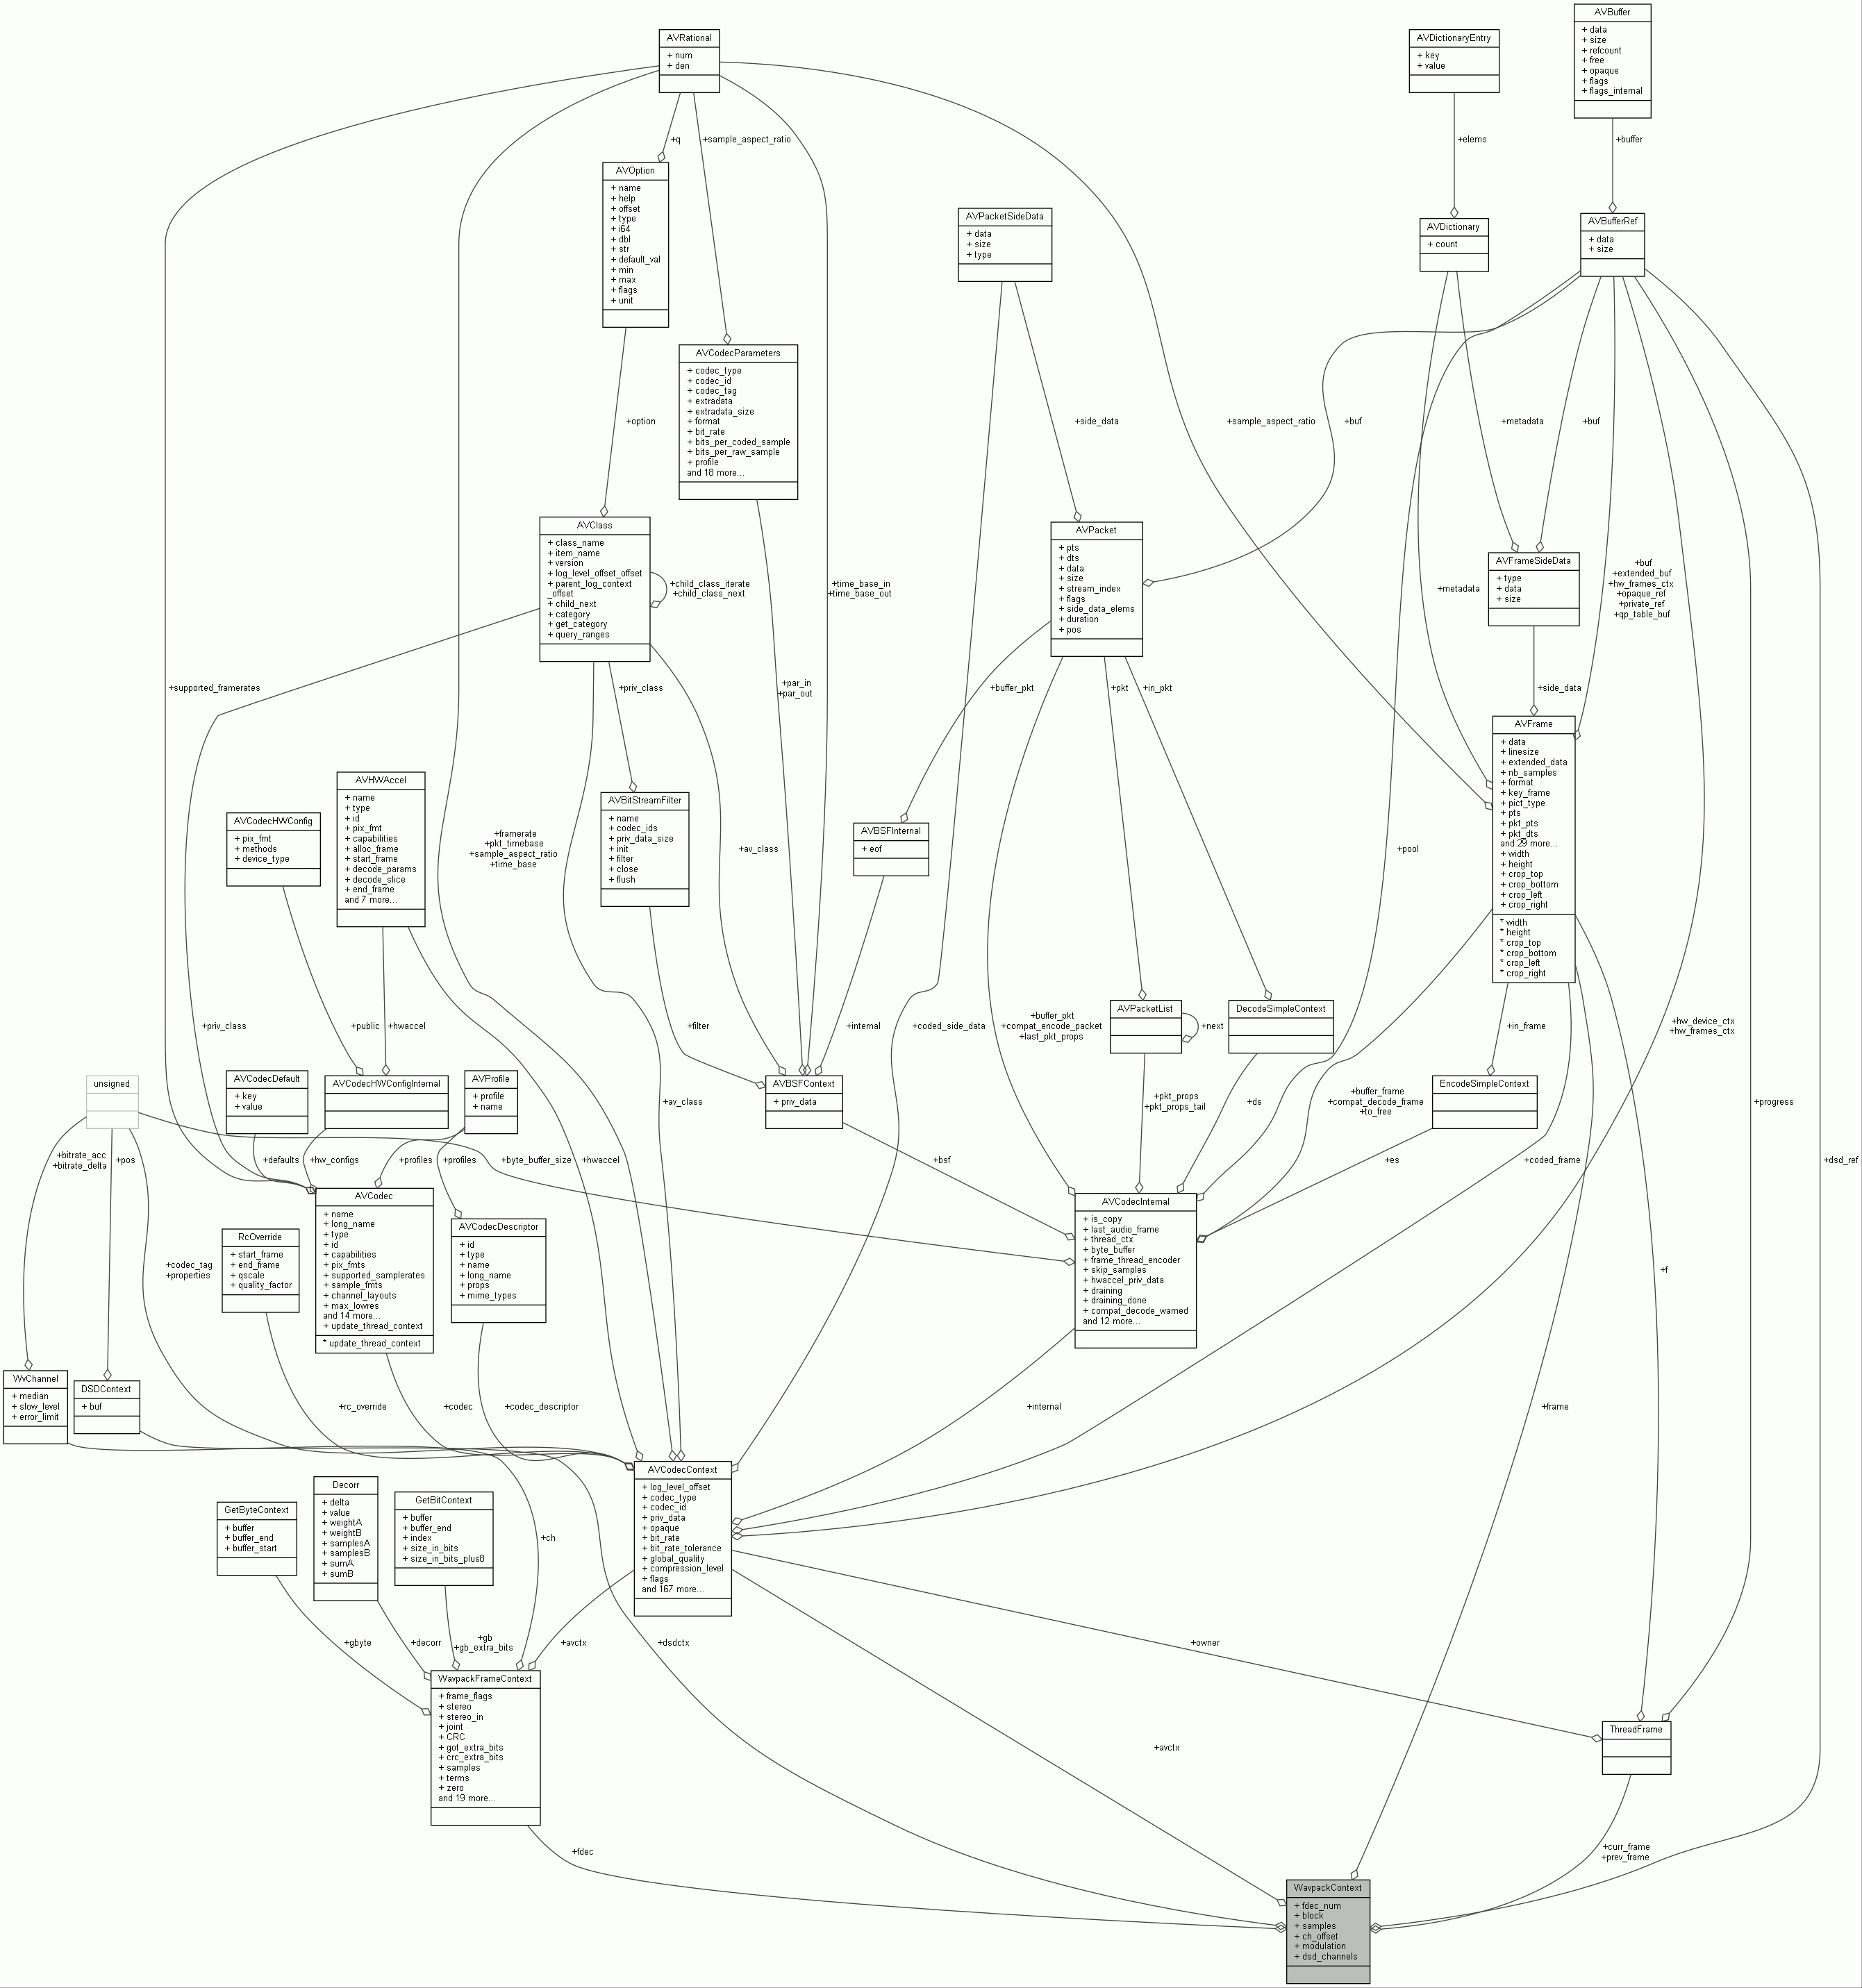 AVBuffer
+ data
+ size
+ refcount
+ free
+ opaque
+ flags
+ flags_internal
AVRational
+ num
+ den
AVDictionaryEntry
+ key
+ value
+q
+sample_aspect_ratio
+elems
+buffer
AVOption
+ name
+ help
+ offset
+ type
+ i64
+ dbl
+ str
+ default_val
+ min
+ max
+ flags
+ unit
AVPacketSideData
+ data
+ size
+ type
AVDictionary
+ count
AVBufferRef
+ data
+ size
AVCodecParameters
+ codec_type
+ codec_id
+ codec_tag
+ extradata
+ extradata_size
+ format
+ bit_rate
+ bits_per_coded_sample
+ bits_per_raw_sample
+ profile
and 18 more...
+option
+side_data
+sample_aspect_ratio
+buf
+metadata
+buf
AVClass
+ class_name
+ item_name
+ version
+ log_level_offset_offset
+ parent_log_context
_offset
+ child_next
+ category
+ get_category
+ query_ranges
+child_class_iterate
+child_class_next
+time_base_in
+time_base_out
AVPacket
+ pts
+ dts
+ data
+ size
+ stream_index
+ flags
+ side_data_elems
+ duration
+ pos
+metadata
AVFrameSideData
+ type
+ data
+ size
+buf
+extended_buf
+hw_frames_ctx
+opaque_ref
+private_ref
+qp_table_buf
+supported_framerates
+priv_class
+par_in
+par_out
+buffer_pkt
+pkt
+in_pkt
+side_data
AVFrame
+ data
+ linesize
+ extended_data
+ nb_samples
+ format
+ key_frame
+ pict_type
+ pts
+ pkt_pts
+ pkt_dts
and 29 more...
+ width
+ height
+ crop_top
+ crop_bottom
+ crop_left
+ crop_right
* width
* height
* crop_top
* crop_bottom
* crop_left
* crop_right
AVCodecHWConfig
+ pix_fmt
+ methods
+ device_type
AVHWAccel
+ name
+ type
+ id
+ pix_fmt
+ capabilities
+ alloc_frame
+ start_frame
+ decode_params
+ decode_slice
+ end_frame
and 7 more...
+framerate
+pkt_timebase
+sample_aspect_ratio
+time_base
AVBitStreamFilter
+ name
+ codec_ids
+ priv_data_size
+ init
+ filter
+ close
+ flush
+av_class
AVBSFInternal
+ eof
+pool
+priv_class
+public
+hwaccel
+filter
+internal
+coded_side_data
+buffer_pkt
+compat_encode_packet
+last_pkt_props
AVPacketList
+next
DecodeSimpleContext
+in_frame
+hw_device_ctx
+hw_frames_ctx
unsigned
AVCodecDefault
+ key
+ value
AVCodecHWConfigInternal
AVProfile
+ profile
+ name
+av_class
AVBSFContext
+ priv_data
+pkt_props
+pkt_props_tail
+ds
+buffer_frame
+compat_decode_frame
+to_free
EncodeSimpleContext
+progress
+bitrate_acc
+bitrate_delta
+pos
+defaults
+hw_configs
+profiles
+profiles
+byte_buffer_size
+hwaccel
+bsf
+es
+coded_frame
+dsd_ref
+codec_tag
+properties
RcOverride
+ start_frame
+ end_frame
+ qscale
+ quality_factor
AVCodec
+ name
+ long_name
+ type
+ id
+ capabilities
+ pix_fmts
+ supported_samplerates
+ sample_fmts
+ channel_layouts
+ max_lowres
and 14 more...
+ update_thread_context
* update_thread_context
AVCodecDescriptor
+ id
+ type
+ name
+ long_name
+ props
+ mime_types
AVCodecInternal
+ is_copy
+ last_audio_frame
+ thread_ctx
+ byte_buffer
+ frame_thread_encoder
+ skip_samples
+ hwaccel_priv_data
+ draining
+ draining_done
+ compat_decode_warned
and 12 more...
+f
WvChannel
+ median
+ slow_level
+ error_limit
DSDContext
+ buf
+rc_override
+codec
+codec_descriptor
+internal
+frame
GetByteContext
+ buffer
+ buffer_end
+ buffer_start
Decorr
+ delta
+ value
+ weightA
+ weightB
+ samplesA
+ samplesB
+ sumA
+ sumB
GetBitContext
+ buffer
+ buffer_end
+ index
+ size_in_bits
+ size_in_bits_plus8
+ch
AVCodecContext
+ log_level_offset
+ codec_type
+ codec_id
+ priv_data
+ opaque
+ bit_rate
+ bit_rate_tolerance
+ global_quality
+ compression_level
+ flags
and 167 more...
+gbyte
+decorr
+gb
+gb_extra_bits
+avctx
+dsdctx
+owner
WavpackFrameContext
+ frame_flags
+ stereo
+ stereo_in
+ joint
+ CRC
+ got_extra_bits
+ crc_extra_bits
+ samples
+ terms
+ zero
and 19 more...
+avctx
ThreadFrame
+fdec
+curr_frame
+prev_frame
WavpackContext
+ fdec_num
+ block
+ samples
+ ch_offset
+ modulation
+ dsd_channels